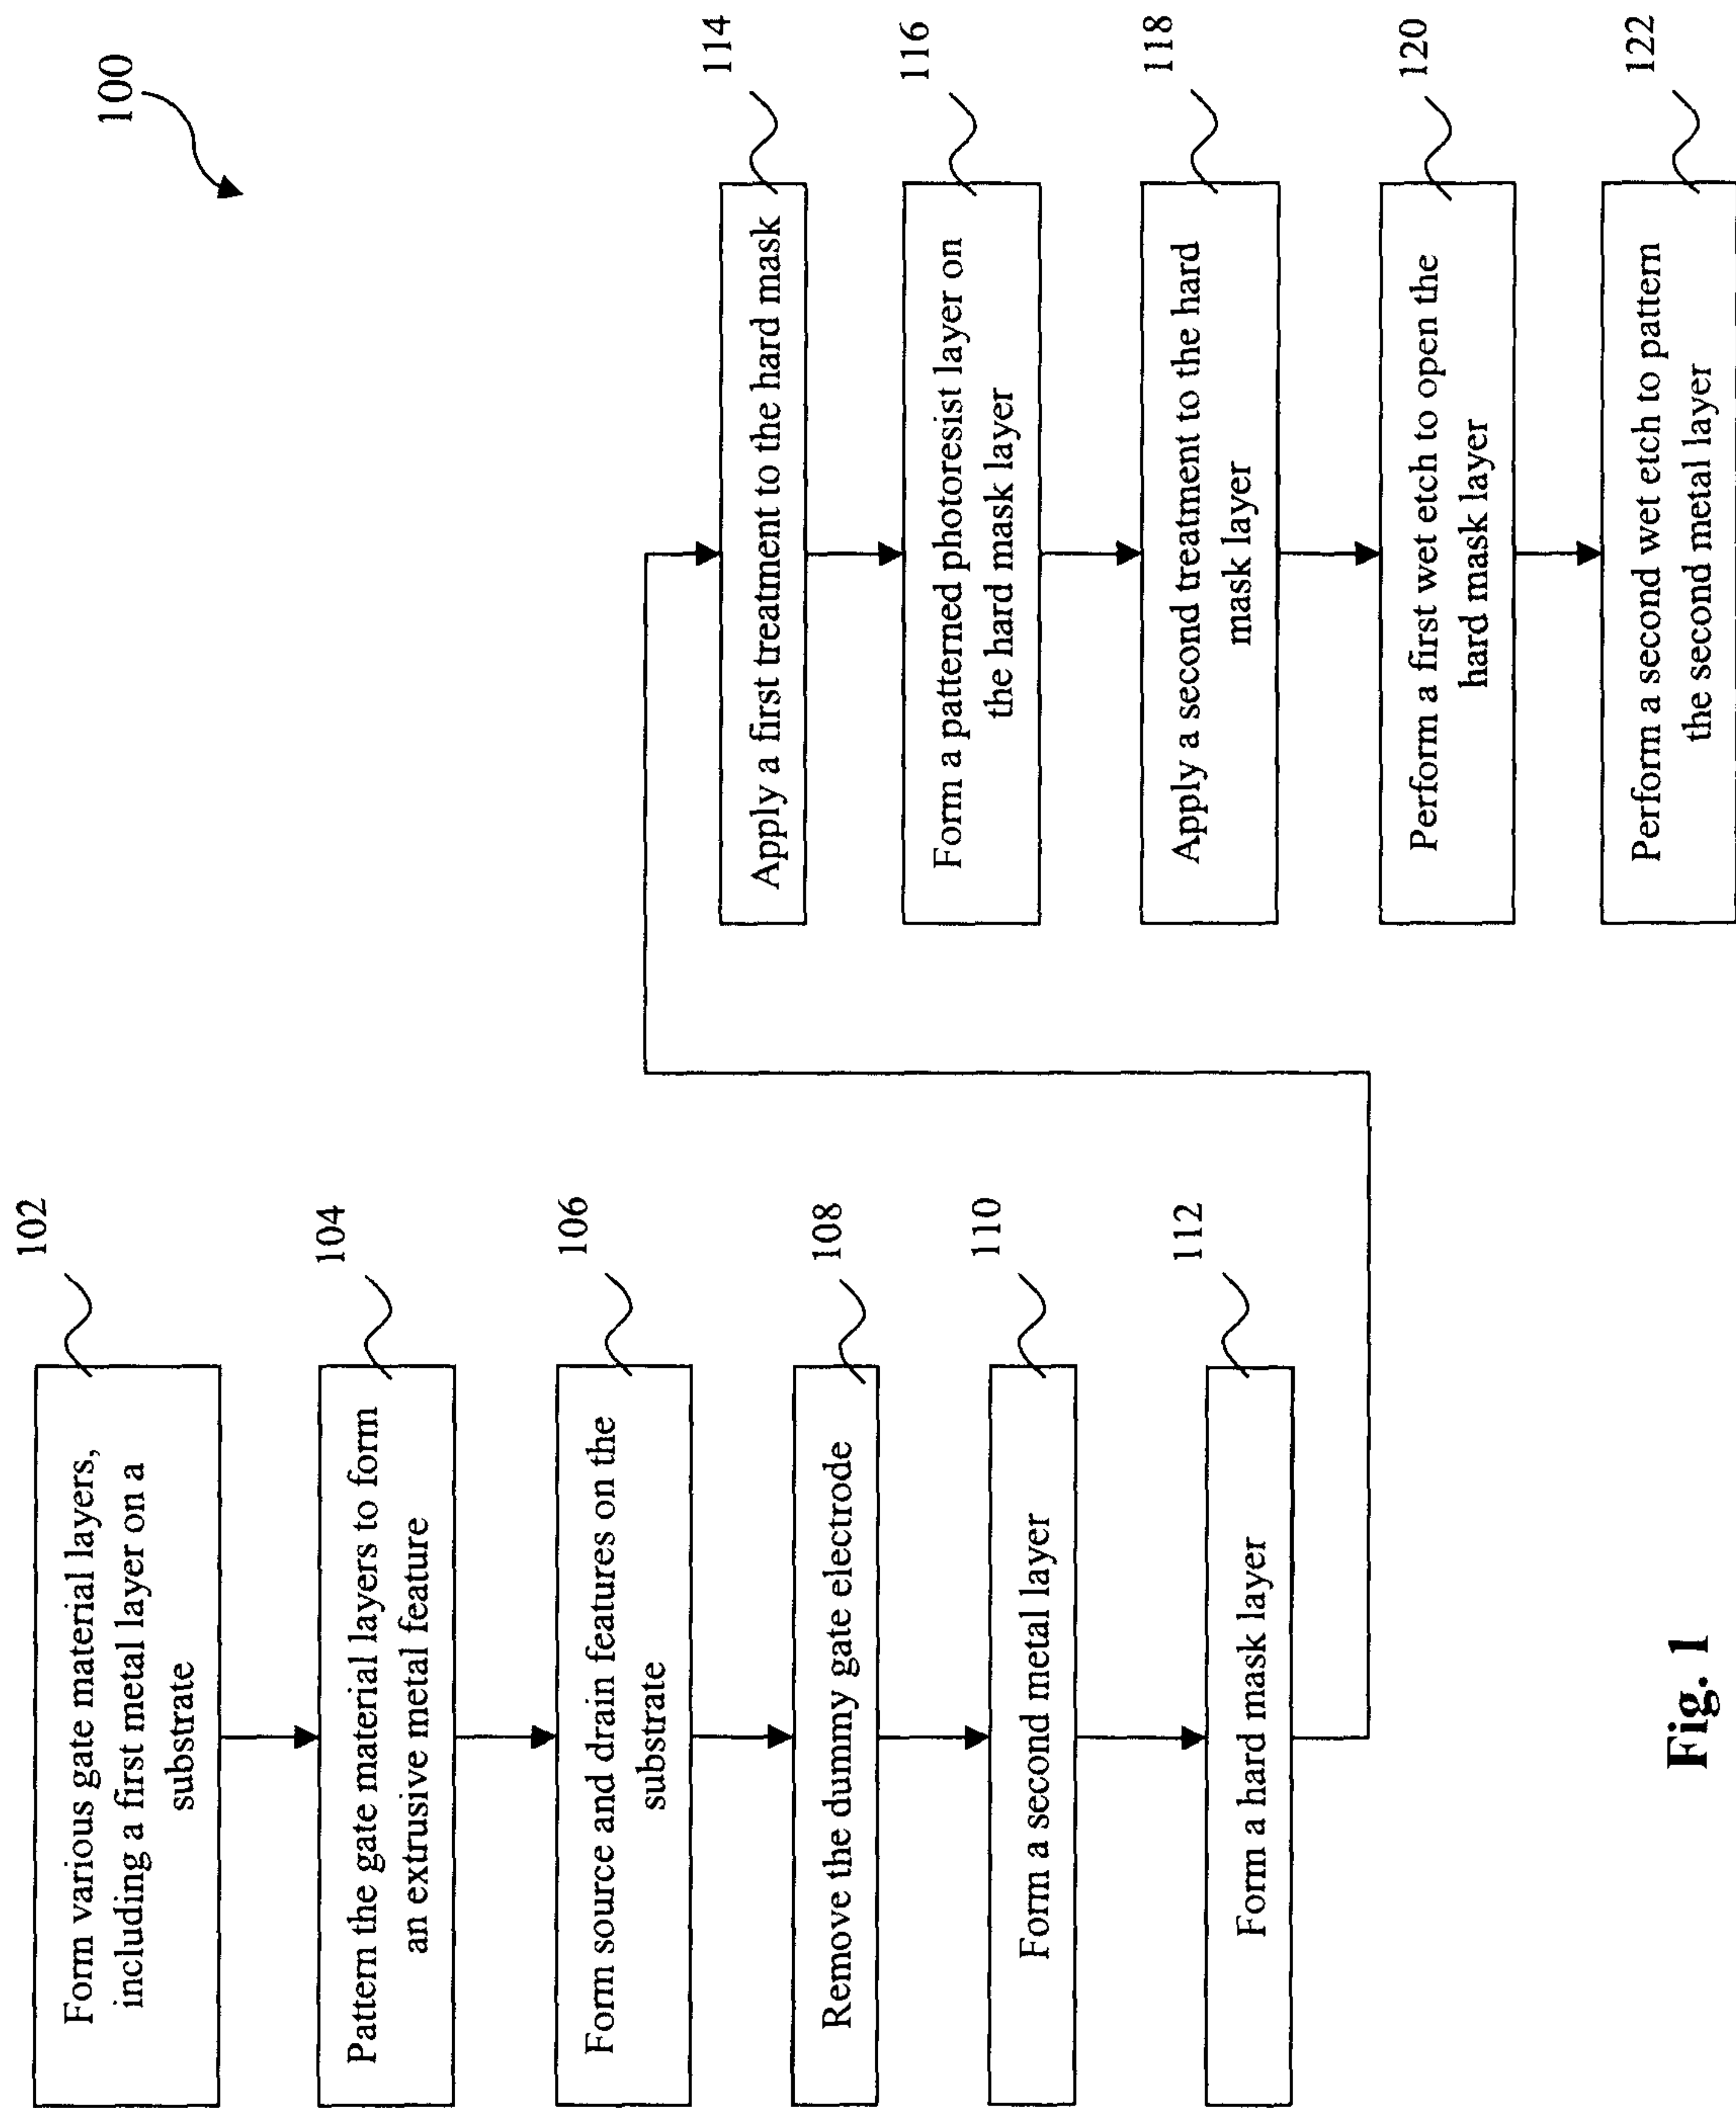 100
102
Form various gate material layers,
including a first metal layer on a
substrate
104
Pattern the gate material layers to form
an extrusive metal feature
106
Form source and drain features on the
substrate
108
Remove the dummy gate electrode
110
Form a second metal layer
112
Form a hard mask layer
114
Apply a first treatment to the hard mask
116
Form a patterned photoresist layer on
the hard mask layer
118
Apply a second treatment to the hard
mask layer
120
Perform a first wet etch to open the
hard mask layer
122
Perform a second wet etch to pattern
the second metal layer
Fig. 1